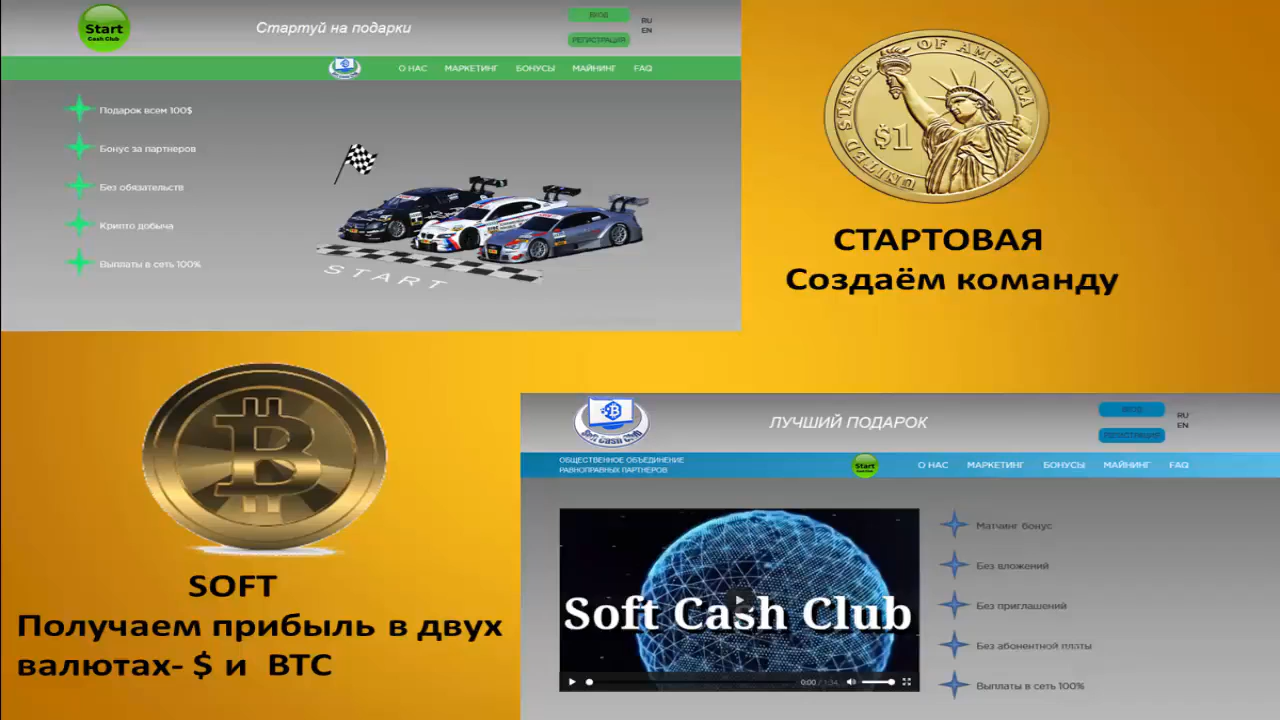 Start
Cash Club
Стартуй на подарки
ВХОД
РЕГИСТРАЦИЯ
RU
EN
О НАС МАРКЕТИНГ БОНУСЫ МАЙНИНГ FAQ
Подарок всем 100$
Бонус за партнеров
Без обязательств
Крипто добыча
Выплаты в сеть 100%
START
UNITED STATES OF AMERICA
$1
СТАРТОВАЯ
Создаём команду
SOFT
Получаем прибыль в двух
валютах- $ и BTC
Soft Cash Club
ЛУЧШИЙ ПОДАРОК
ВХОД
РЕГИСТРАЦИЯ
RU
EN
ОБЩЕСТВЕННОЕ ОБЪЕДИНЕНИЕ
РАВНОПРАВНЫХ ПАРТНЕРОВ
Start
Cash Club
О НАС МАРКЕТИНГ БОНУСЫ МАЙНИНГ FAQ
Soft Cash Club
0:00 / 1:34
Матчинг бонус
Без вложений
Без приглашений
Без абонентной платы
Выплаты в сеть 100%